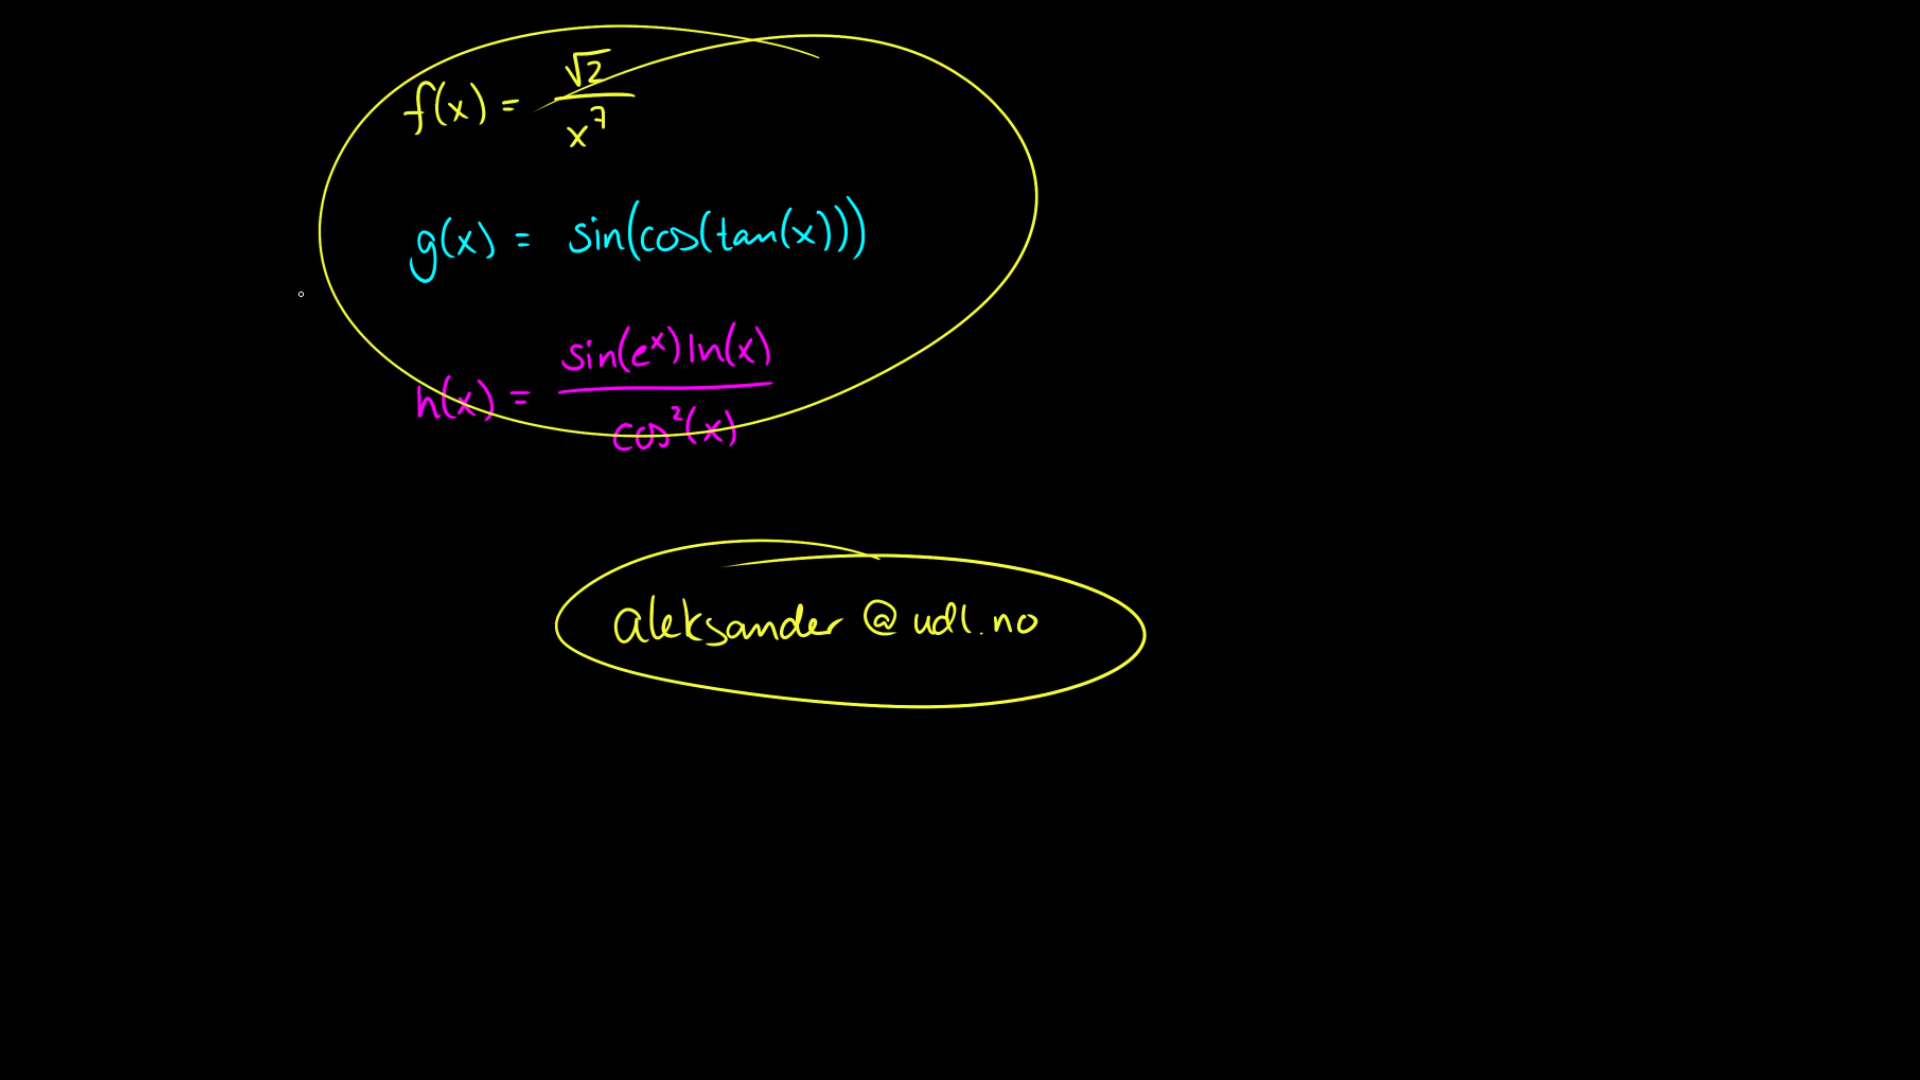 f(x) = √2 / x⁷
g(x) = sin(cos(tan(x)))
h(x) = sin(eˣ) ln(x) / cos²(x)
aleksander @ udl.no